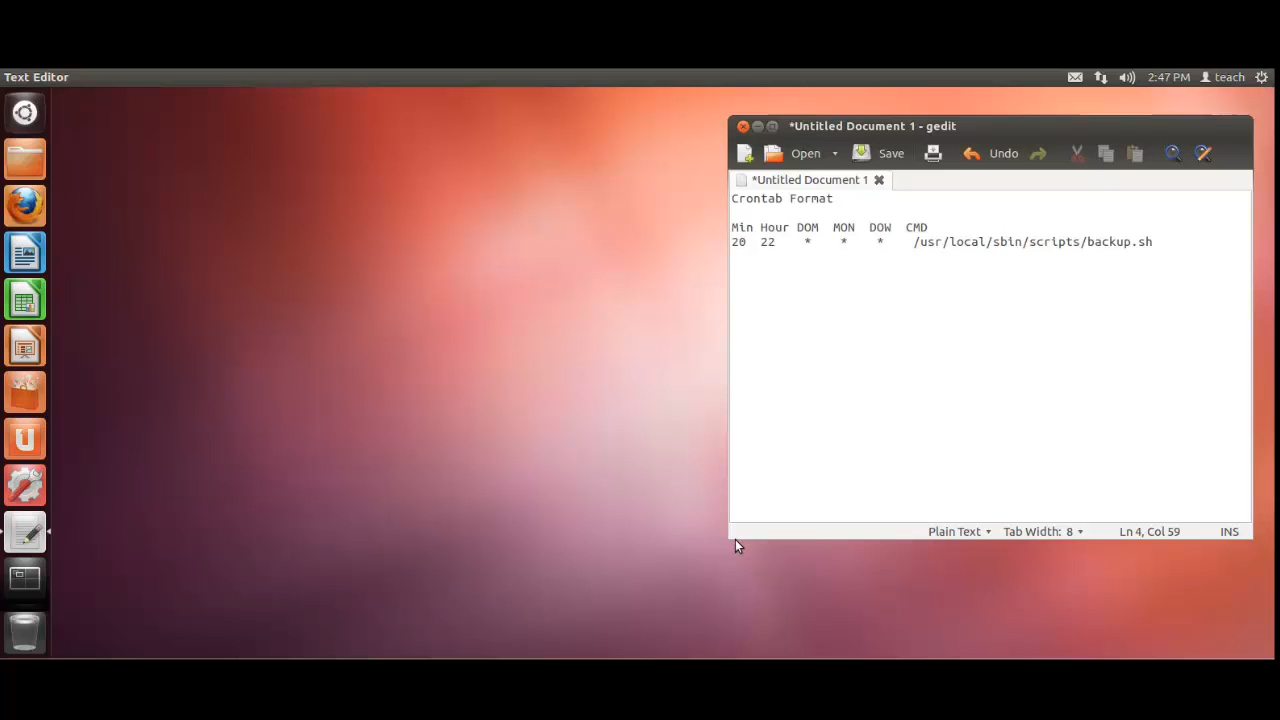 Text Editor
2:47 PM teach
*Untitled Document 1 - gedit
Open Save Undo
*Untitled Document 1
Crontab Format
Min Hour DOM MON DOW CMD
20 22 * * * /usr/local/sbin/scripts/backup.sh
Plain Text Tab Width: 8 Ln 4, Col 59 INS